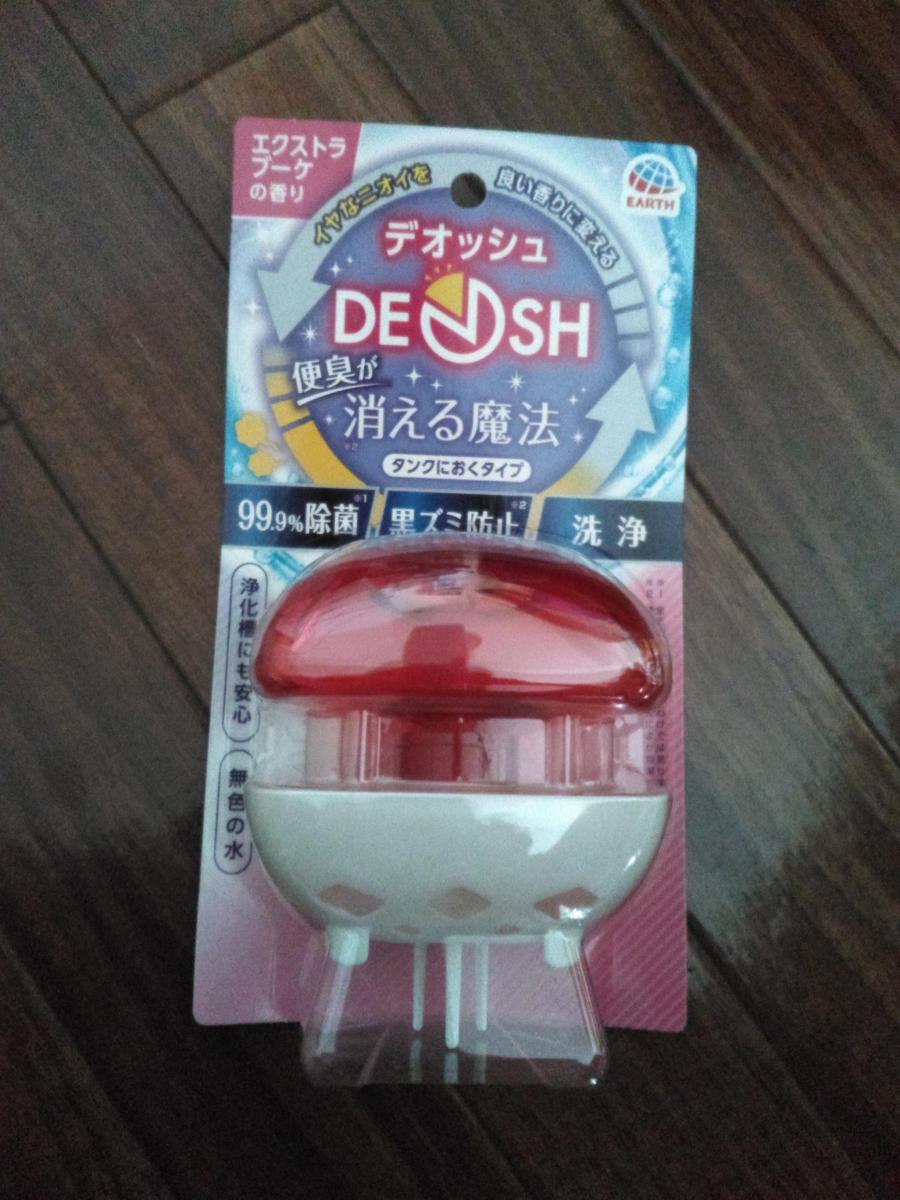 エクストラ
ブーケ
の香り
イヤなニオイを
良い香りに変える
EARTH
デオッシュ
DEOSH
便臭が
消える魔法
※2
タンクにおくタイプ
99.9%除菌※1
黒ズミ防止※2
洗浄
浄化槽にも安心
無色の水